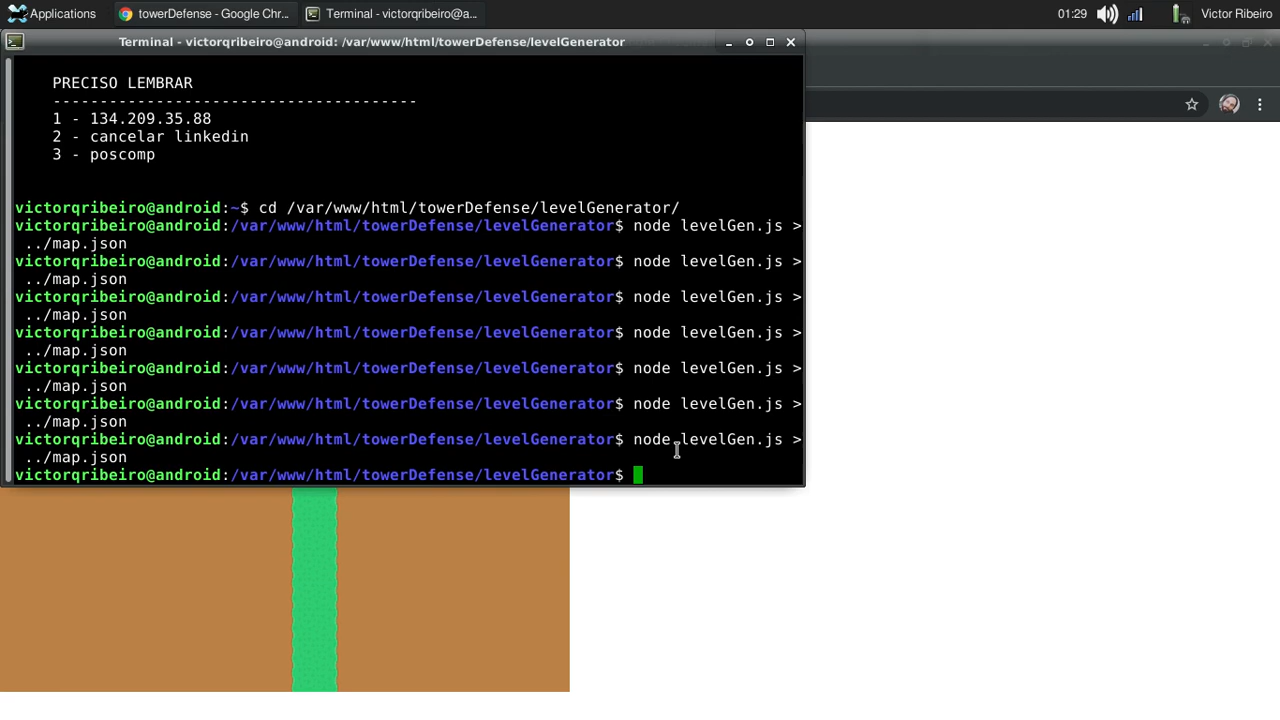 Applications
towerDefense - Google Chr...
Terminal - victorqribeiro@a...
01:29
Victor Ribeiro
Terminal - victorqribeiro@android: /var/www/html/towerDefense/levelGenerator
PRECISO LEMBRAR
---------------------------------------
1 - 134.209.35.88
2 - cancelar linkedin
3 - poscomp
victorqribeiro@android:~$ cd /var/www/html/towerDefense/levelGenerator/
victorqribeiro@android:/var/www/html/towerDefense/levelGenerator$ node levelGen.js >
../map.json
victorqribeiro@android:/var/www/html/towerDefense/levelGenerator$ node levelGen.js >
../map.json
victorqribeiro@android:/var/www/html/towerDefense/levelGenerator$ node levelGen.js >
../map.json
victorqribeiro@android:/var/www/html/towerDefense/levelGenerator$ node levelGen.js >
../map.json
victorqribeiro@android:/var/www/html/towerDefense/levelGenerator$ node levelGen.js >
../map.json
victorqribeiro@android:/var/www/html/towerDefense/levelGenerator$ node levelGen.js >
../map.json
victorqribeiro@android:/var/www/html/towerDefense/levelGenerator$ node levelGen.js >
../map.json
victorqribeiro@android:/var/www/html/towerDefense/levelGenerator$